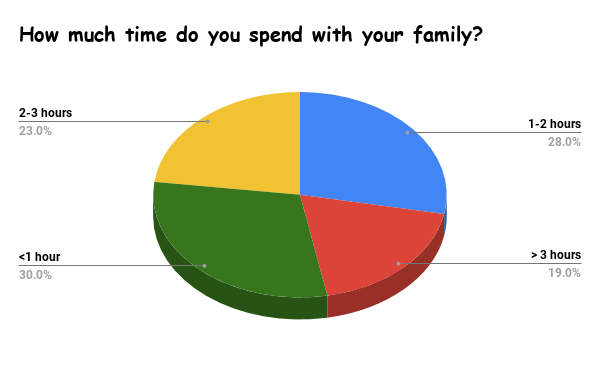 How much time do you spend with your family?
2-3 hours
23.0%
1-2 hours
28.0%
<1 hour
30.0%
> 3 hours
19.0%